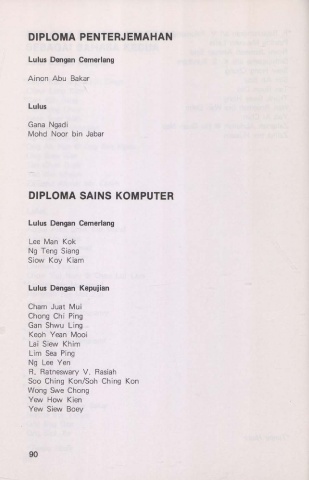 DIPLOMA PENTERJEMAHAN
Lulus Dengan Cemerlang
Ainon Abu Bakar
Lulus
Gana Ngadi
Mohd Noor bin Jabar
DIPLOMA SAINS KOMPUTER
Lulus Dengan Cemerlang
Lee Man Kok
Ng Teng Siang
Siow Koy Kiam
Lulus Dengan Kepujian
Cham Juat Mui
Chong Chi Ping
Gan Shwu Ling
Keoh Yean Mooi
Lai Siew Khim
Lim Sea Ping
Ng Lee Yen
R. Ratneswary V. Rasiah
Soo Ching Kon/Soh Ching Kon
Wong Swe Chong
Yew How Kien
Yew Siew Boey
90